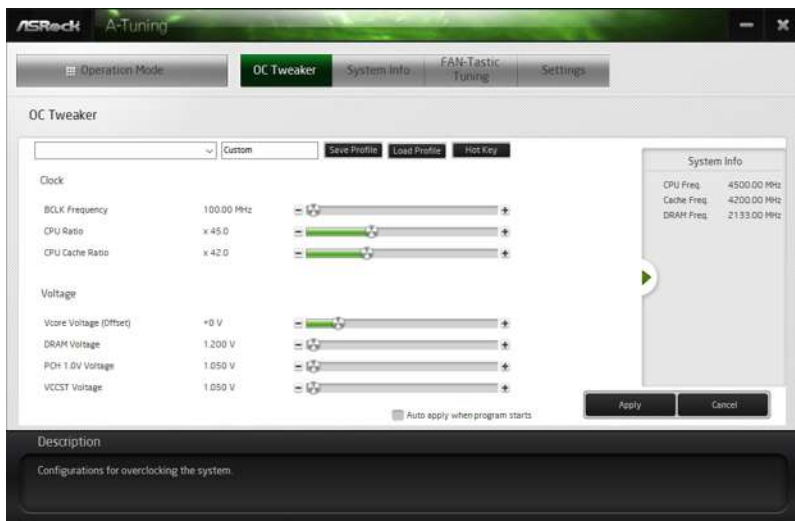 ASRock A-Tuning
Operation Mode
OC Tweaker
System Info
FAN-Tastic
Tuning
Settings
OC Tweaker
Custom
Save Profile
Load Profile
Hot Key
Clock
BCLK Frequency 100.00 MHz
CPU Ratio x 45.0
CPU Cache Ratio x 42.0
Voltage
Vcore Voltage (Offset) +0 V
DRAM Voltage 1.200 V
PCH 1.0V Voltage 1.050 V
VCCST Voltage 1.050 V
Auto apply when program starts
System Info
CPU Freq. 4500.00 MHz
Cache Freq. 4200.00 MHz
DRAM Freq. 2133.00 MHz
Apply
Cancel
Description
Configurations for overclocking the system.